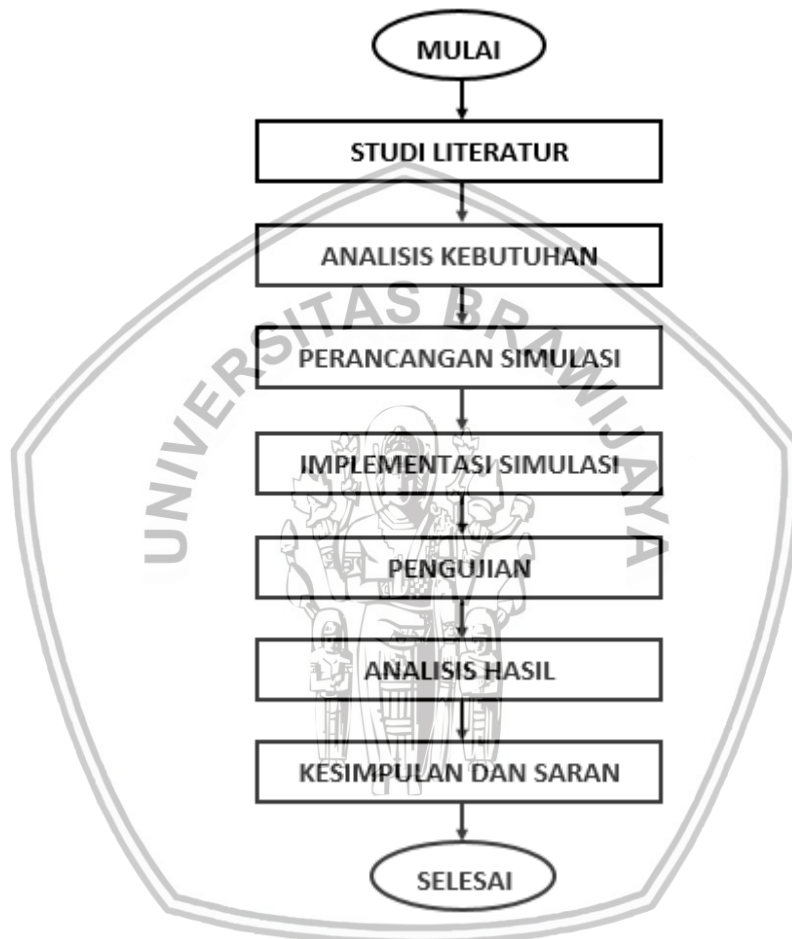 MULAI
STUDI LITERATUR
ANALISIS KEBUTUHAN
UNIVERSITAS BRAWIJAYA
PERANCANGAN SIMULASI
IMPLEMENTASI SIMULASI
PENGUJIAN
ANALISIS HASIL
KESIMPULAN DAN SARAN
SELESAI